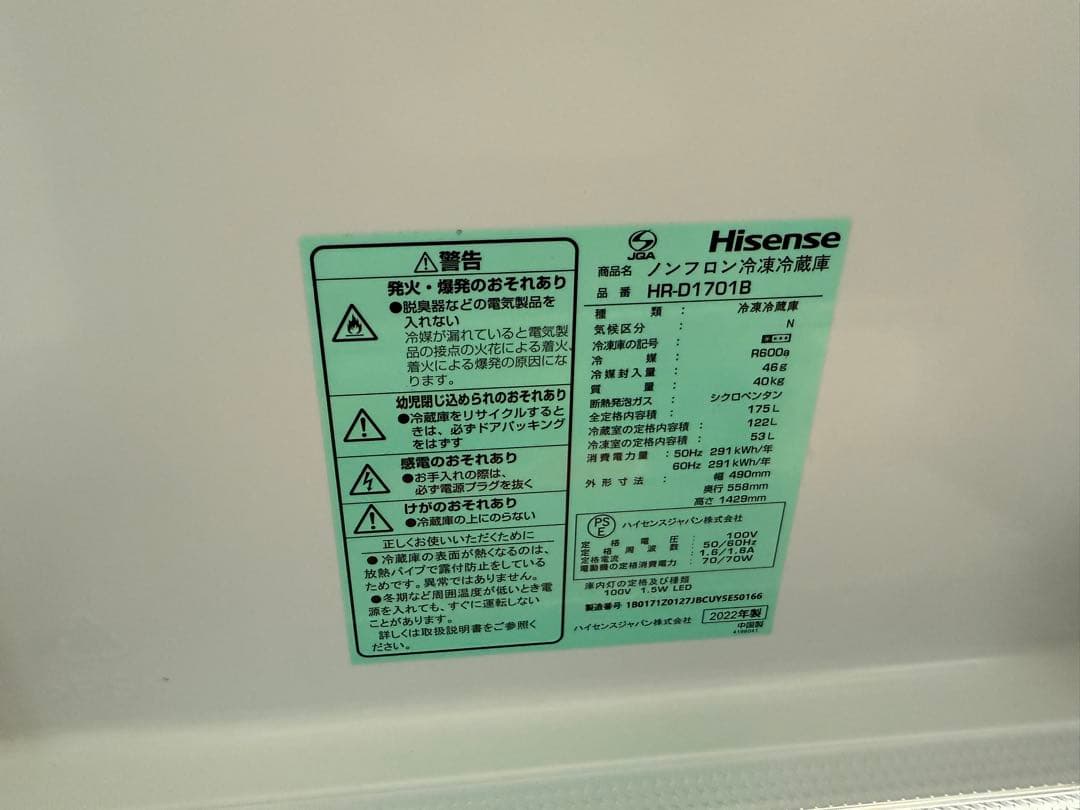 ⚠警告
発火・爆発のおそれあり
●脱臭器などの電気製品を
入れない
冷媒が漏れていると電気製
品の接点の火花による着火、
着火による爆発の原因にな
ります。
幼児閉じ込められのおそれあり
●冷蔵庫をリサイクルすると
きは、必ずドアパッキング
をはずす
感電のおそれあり
●お手入れの際は、
必ず電源プラグを抜く
けがのおそれあり
●冷蔵庫の上にのらない
正しくお使いいただくために
●冷蔵庫の表面が熱くなるのは、
放熱パイプで露付防止をしている
ためです。異常ではありません。
●冬期など周囲温度が低いとき電
源を入れても、すぐに運転しない
ことがあります。
詳しくは取扱説明書をご参照く
ださい。
JQA
Hisense
商品名 ノンフロン冷凍冷蔵庫
品番 HR-D1701B
種類 : 冷凍冷蔵庫
気候区分 : N
冷凍庫の記号 :
冷媒 : R600a
冷媒封入量 : 46g
質量 : 40kg
断熱発泡ガス : シクロペンタン
全定格内容積 : 175L
冷蔵室の定格内容積 : 122L
冷凍室の定格内容積 : 53L
消費電力量 : 50Hz 291kWh/年
60Hz 291kWh/年
外形寸法 : 幅 490mm
奥行 558mm
高さ 1429mm
PSE ハイセンスジャパン株式会社
定格電圧 : 100V
定格周波数 : 50/60Hz
定格電流 : 1.6/1.8A
電動機の定格消費電力 : 70/70W
庫内灯の定格及び種類
100V 1.5W LED
製造番号 1B0171Z0127JBCUY5E50166
ハイセンスジャパン株式会社 2022年製
中国製